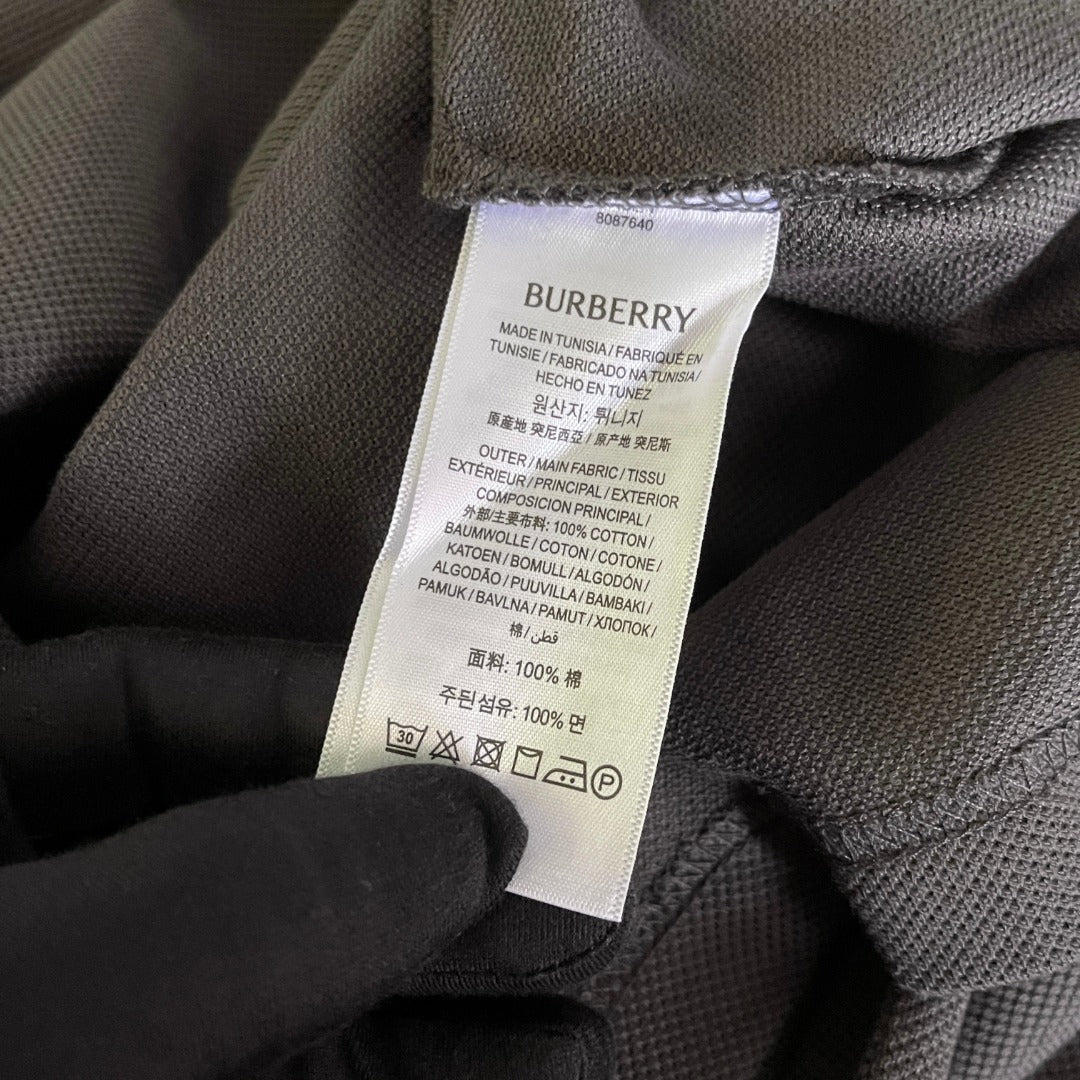 8087640
BURBERRY
MADE IN TUNISIA / FABRIQUÉ EN
TUNISIE / FABRICADO NA TUNISIA /
HECHO EN TUNEZ
원산지: 튀니지
原產地 突尼西亞 / 原产地 突尼斯
OUTER / MAIN FABRIC / TISSU
EXTÉRIEUR / PRINCIPAL / EXTERIOR
COMPOSICION PRINCIPAL /
外部/主要布料: 100% COTTON /
BAUMWOLLE / COTON / COTONE /
KATOEN / BOMULL / ALGODÓN /
ALGODÃO / PUUVILLA / BAMBAKI /
PAMUK / BAVLNA / PAMUT / ХЛОПОК /
棉 / قطن
面料: 100% 棉
주된 섬유: 100% 면
30 P